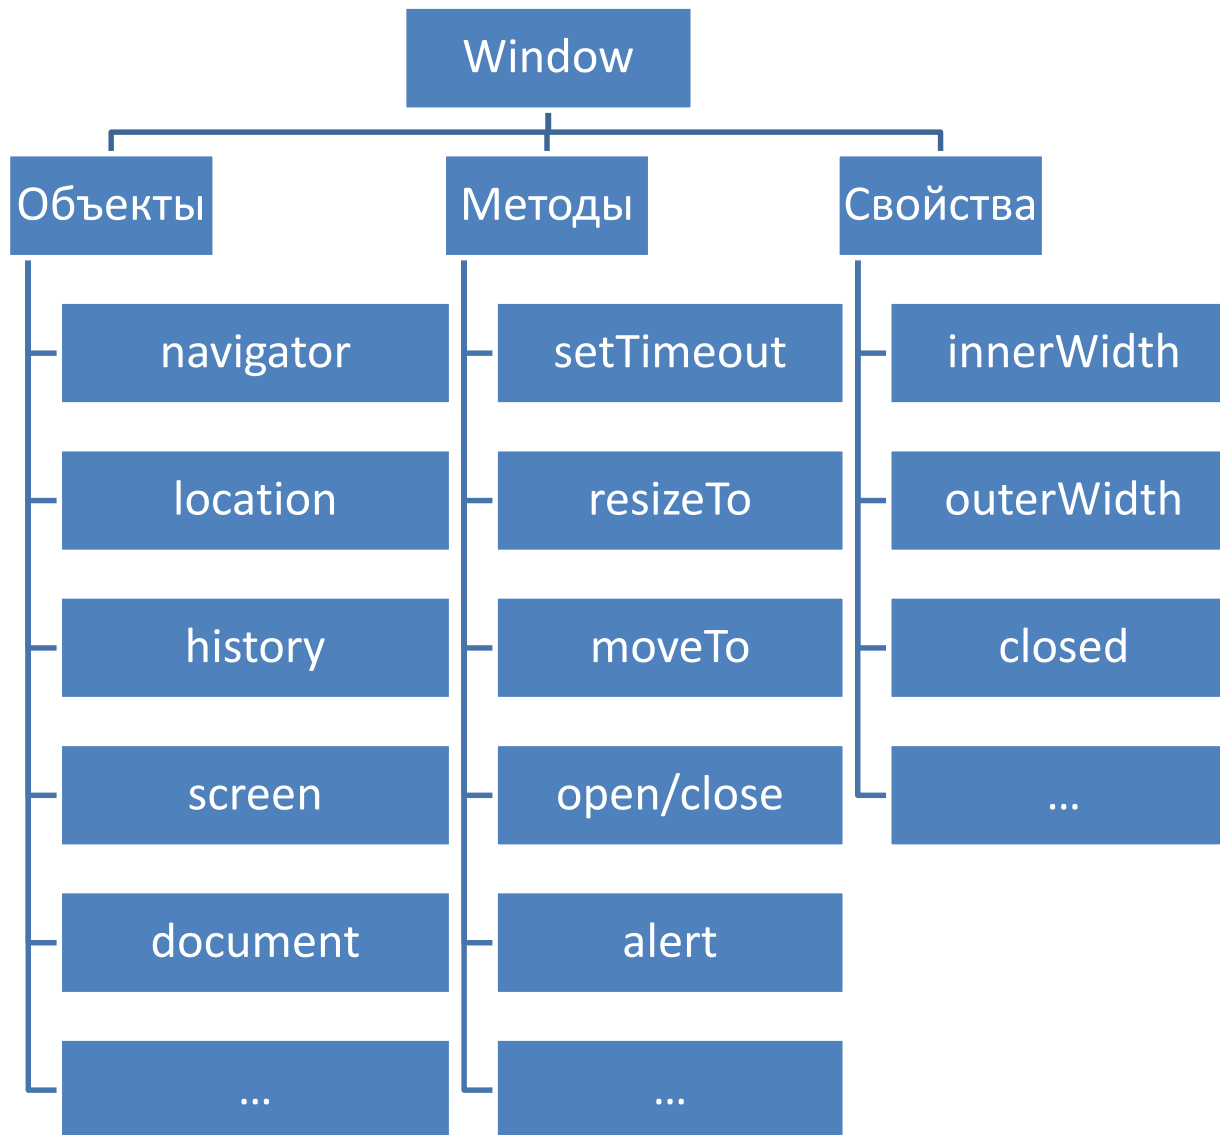 Window
Объекты
navigator
location
history
screen
document
...
Методы
setTimeout
resizeTo
moveTo
open/close
alert
...
Свойства
innerWidth
outerWidth
closed
...